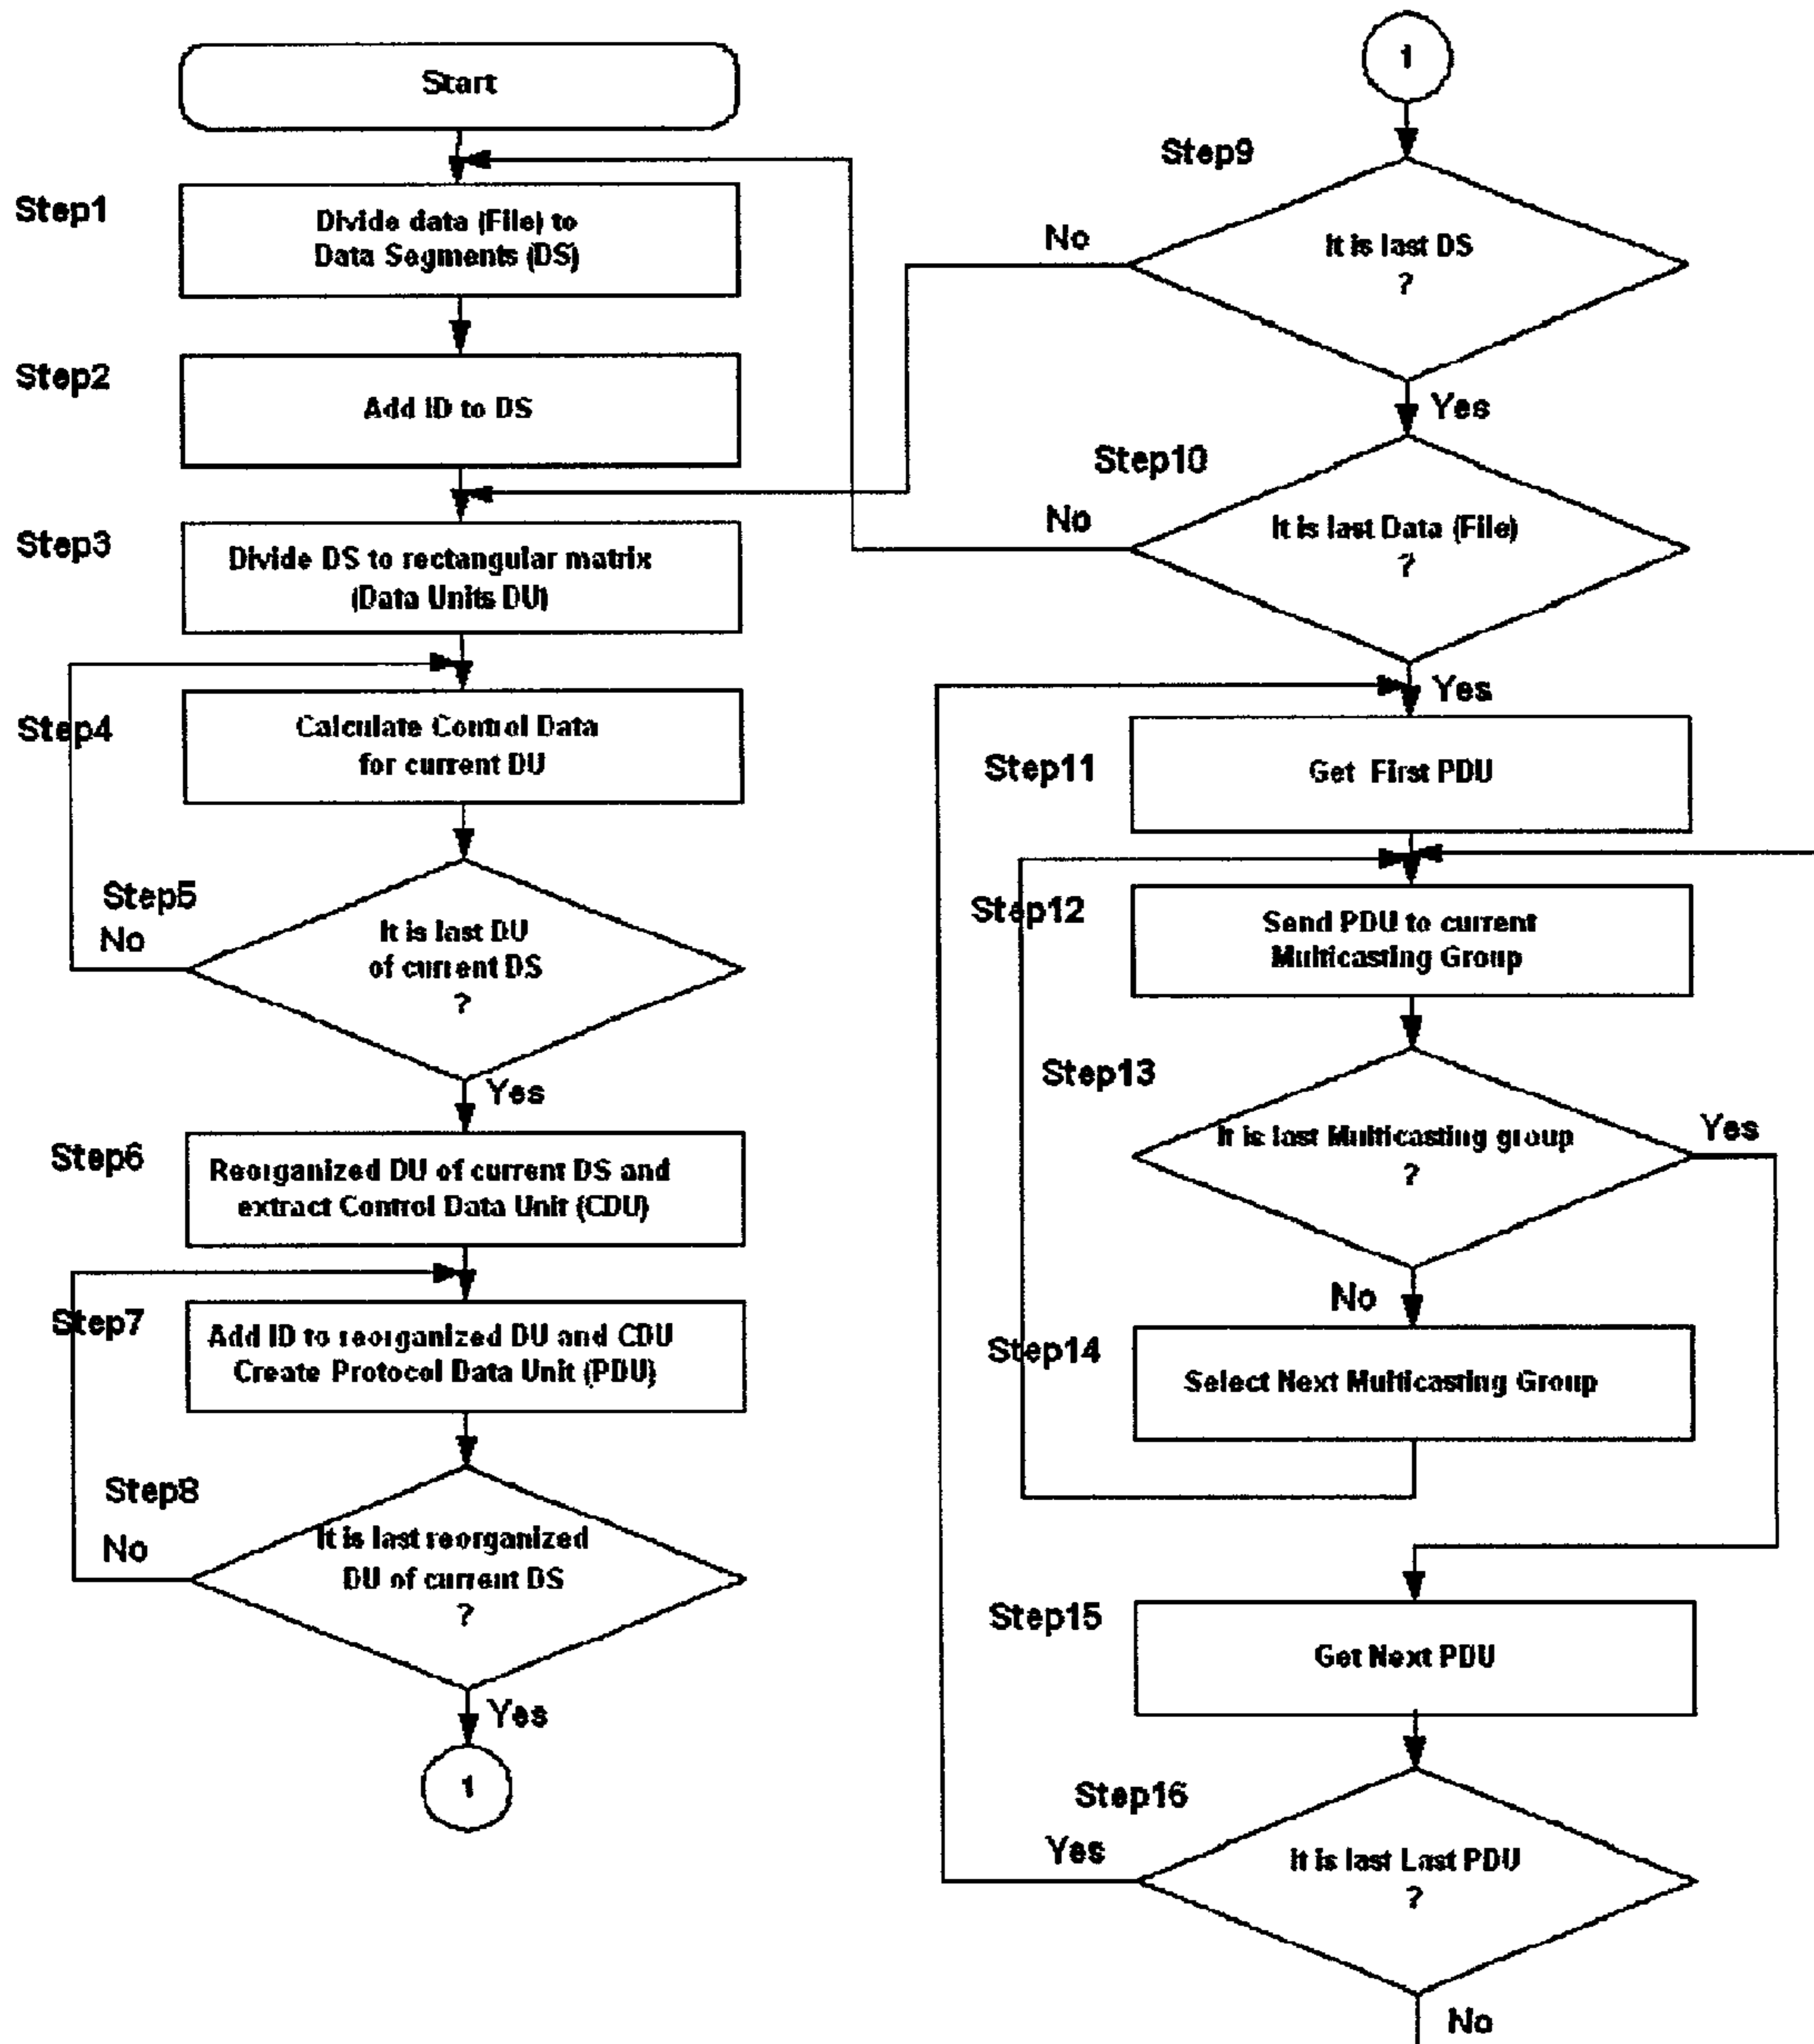 Start
Step1
Divide data (File) to
Data Segments (DS)
Step2
Add ID to DS
Step3
Divide DS to rectangular matrix
(Data Units DU)
Step4
Calculate Control Data
for current DU
Step5
No
It is last DU
of current DS
?
Yes
Step6
Reorganized DU of current DS and
extract Control Data Unit (CDU)
Step7
Add ID to reorganized DU and CDU
Create Protocol Data Unit (PDU)
Step8
No
It is last reorganized
DU of current DS
?
Yes
1
1
Step9
No
It is last DS
?
Yes
Step10
No
It is last Data (File)
?
Yes
Step11
Get First PDU
Step12
Send PDU to current
Multicasting Group
Step13
It is last Multicasting group
?
Yes
No
Step14
Select Next Multicasting Group
Step15
Get Next PDU
Step16
Yes
It is last Last PDU
?
No